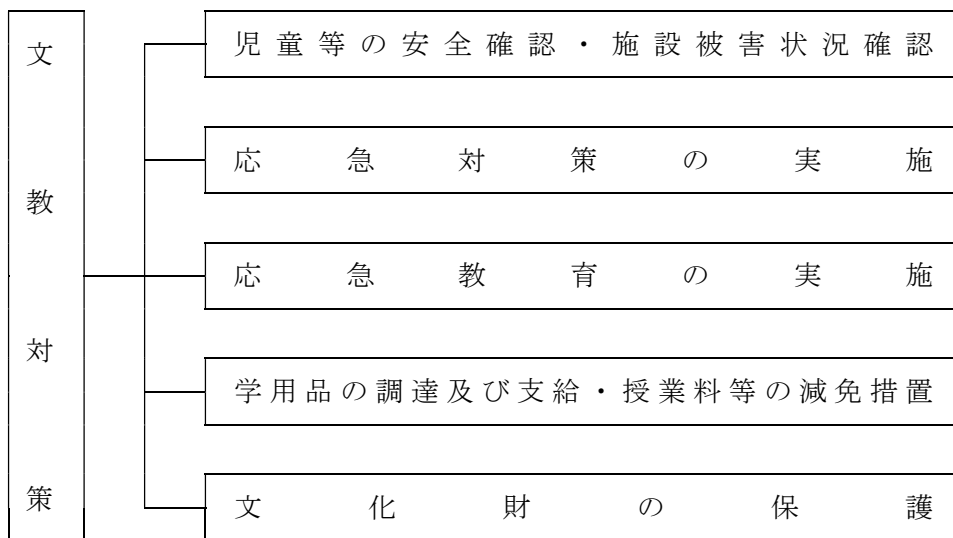 文教対策
児童等の安全確認・施設被害状況確認
応急対策の実施
応急教育の実施
学用品の調達及び支給・授業料等の減免措置
文化財の保護